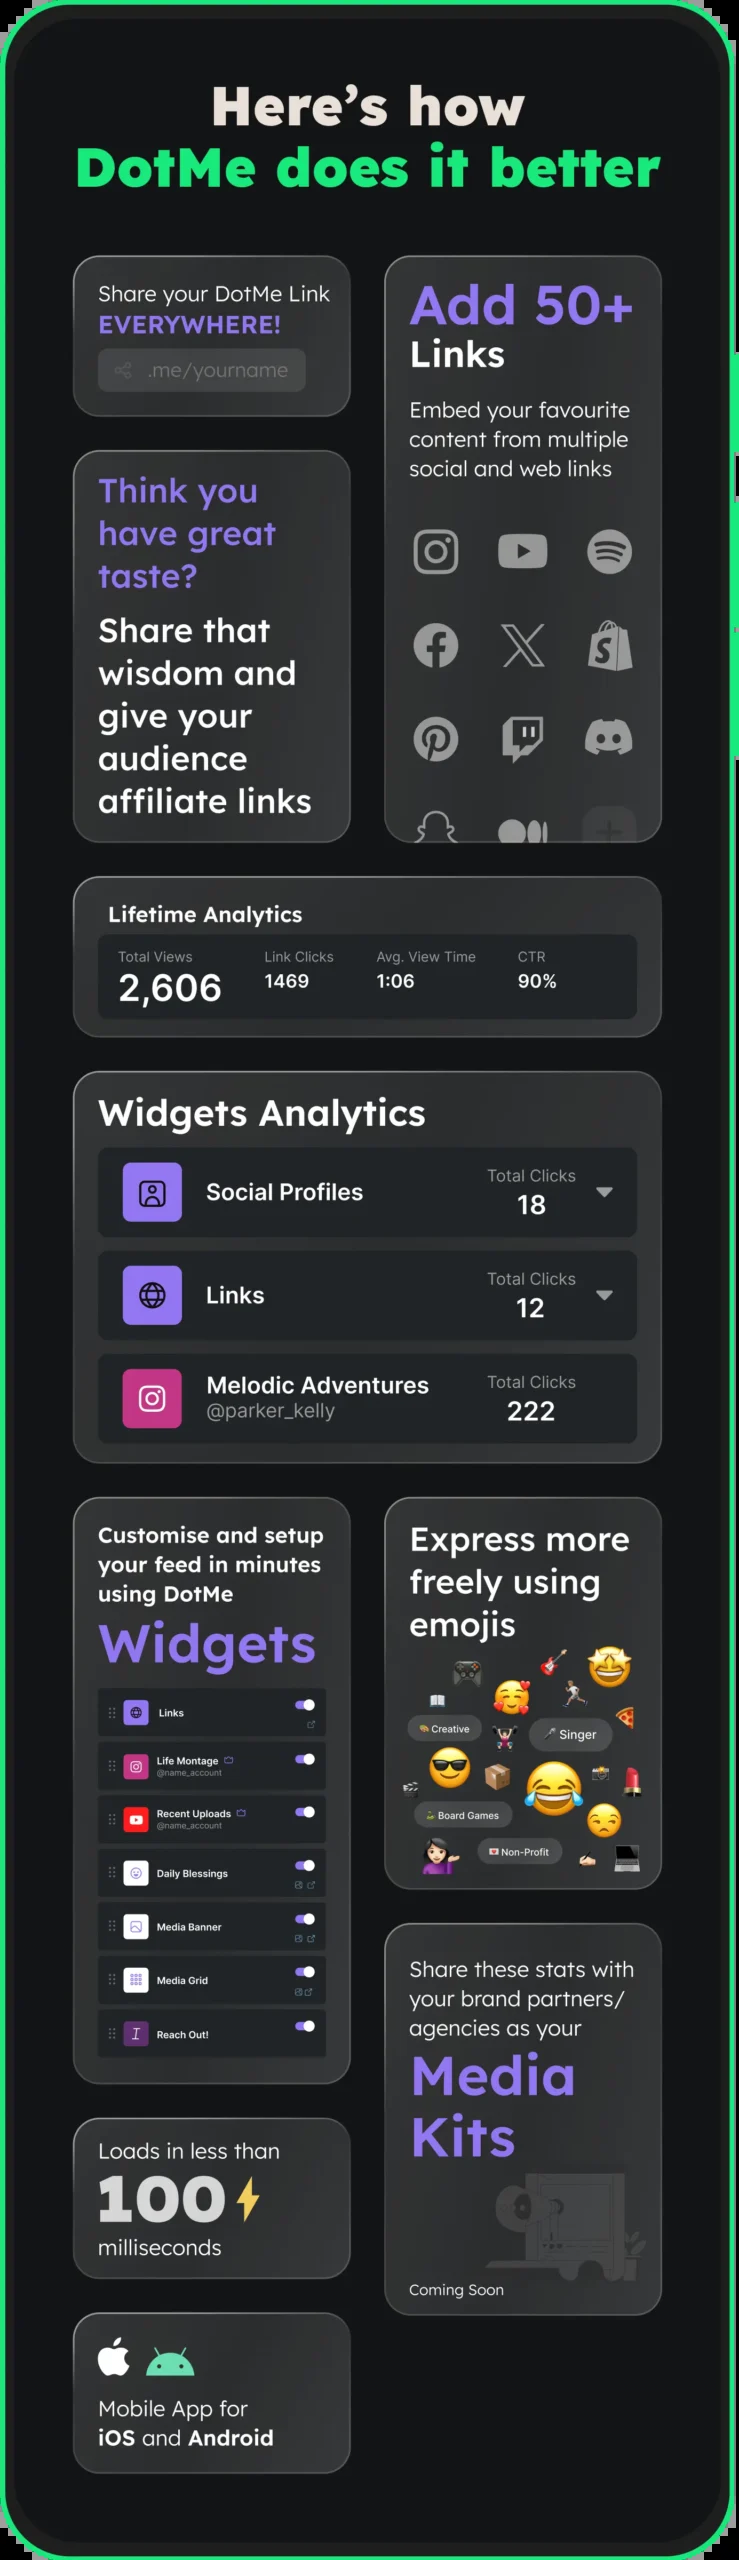 Here's how
DotMe does it better
Share your DotMe Link
EVERYWHERE!
.me/yourname
Think you
have great
taste?
Share that
wisdom and
give your
audience
affiliate links
Add 50+
Links
Embed your favourite
content from multiple
social and web links
Lifetime Analytics
Total Views
2,606
Link Clicks
1469
Avg. View Time
1:06
CTR
90%
Widgets Analytics
Social Profiles
Total Clicks
18
Links
Total Clicks
12
Melodic Adventures
@parker_kelly
Total Clicks
222
Customise and setup
your feed in minutes
using DotMe
Widgets
Links
Life Montage
@name_account
Recent Uploads
@name_account
Daily Blessings
Media Banner
Media Grid
Reach Out!
Express more
freely using
emojis
Creative
Singer
Board Games
Non-Profit
Share these stats with
your brand partners/
agencies as your
Media
Kits
Coming Soon
Loads in less than
100
milliseconds
Mobile App for
iOS and Android